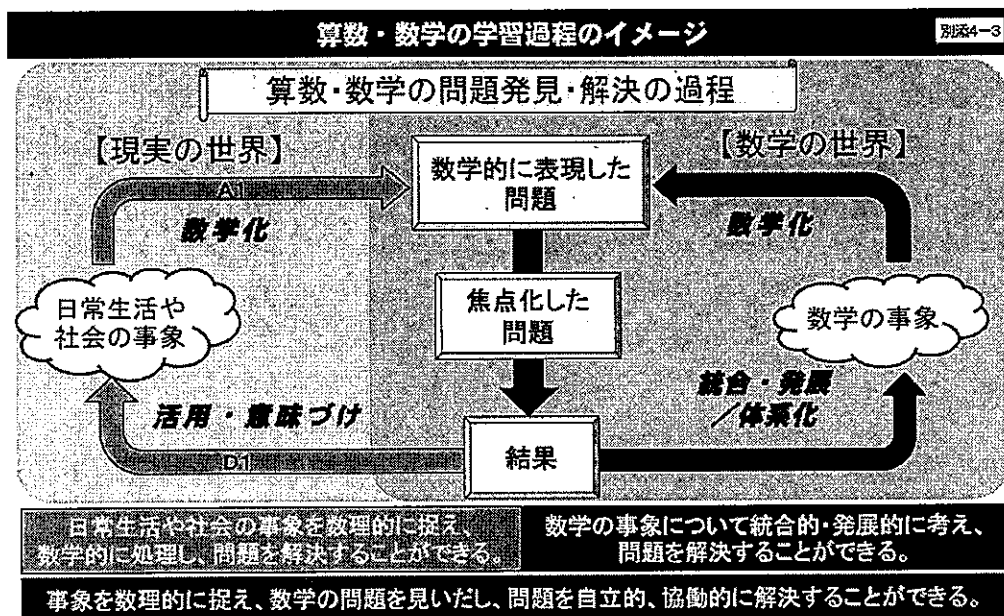 算数・数学の学習過程のイメージ
別添4-3
算数・数学の問題発見・解決の過程
【現実の世界】
【数学の世界】
A1
数学的に表現した
問題
数学化
数学化
日常生活や
社会の事象
焦点化した
問題
数学の事象
活用・意味づけ
統合・発展
／体系化
D1
結果
日常生活や社会の事象を数理的に捉え、
数学的に処理し、問題を解決することができる。
数学の事象について統合的・発展的に考え、
問題を解決することができる。
事象を数理的に捉え、数学の問題を見いだし、問題を自立的、協働的に解決することができる。